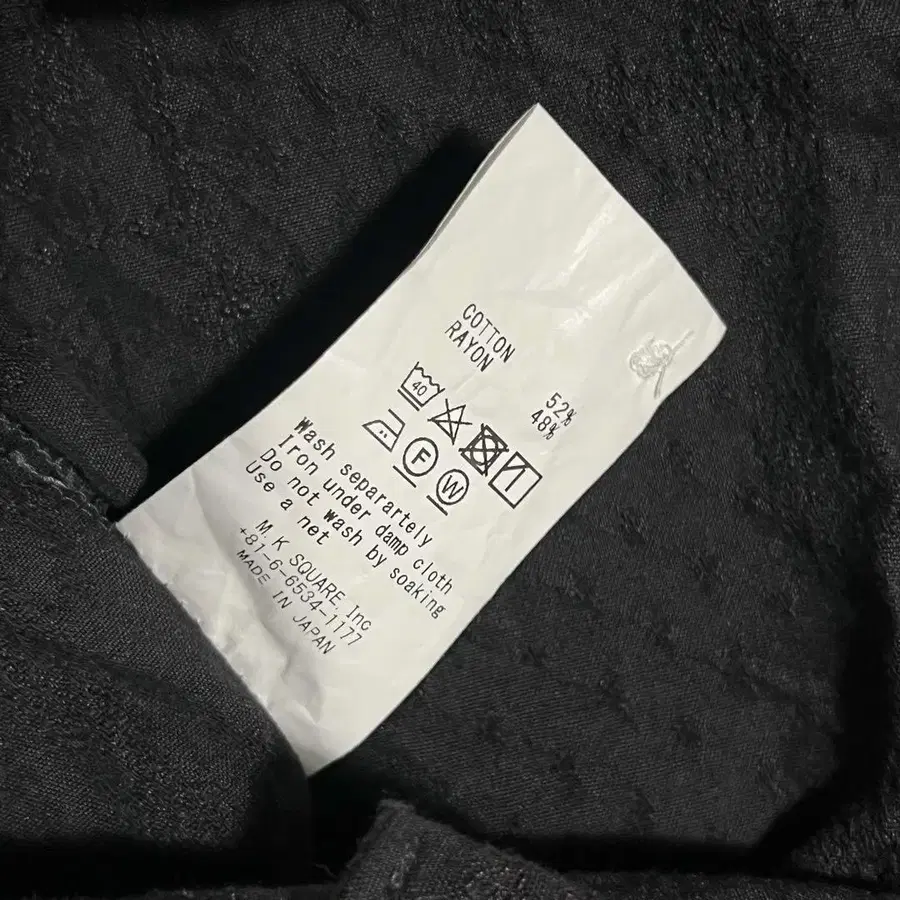 COTTON 52%
RAYON 48%
40
F W
Wash separartely
Iron under damp cloth
Do not wash by soaking
Use a net
M.K SQUARE.Inc
+81-6-6534-1177
MADE IN JAPAN